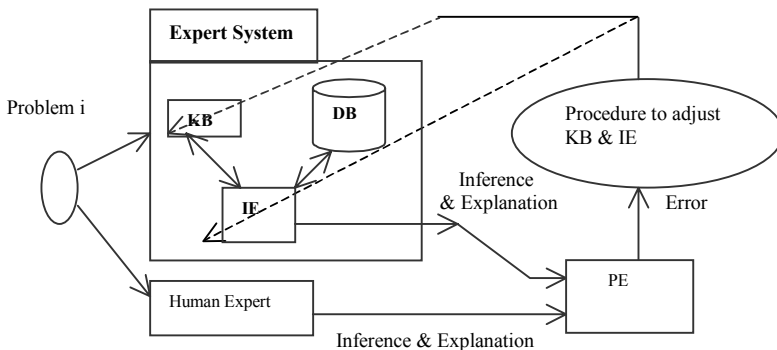 Expert System
Problem i
KB
DB
Procedure to adjust
KB & IE
IE
Inference
& Explanation
Error
Human Expert
PE
Inference & Explanation